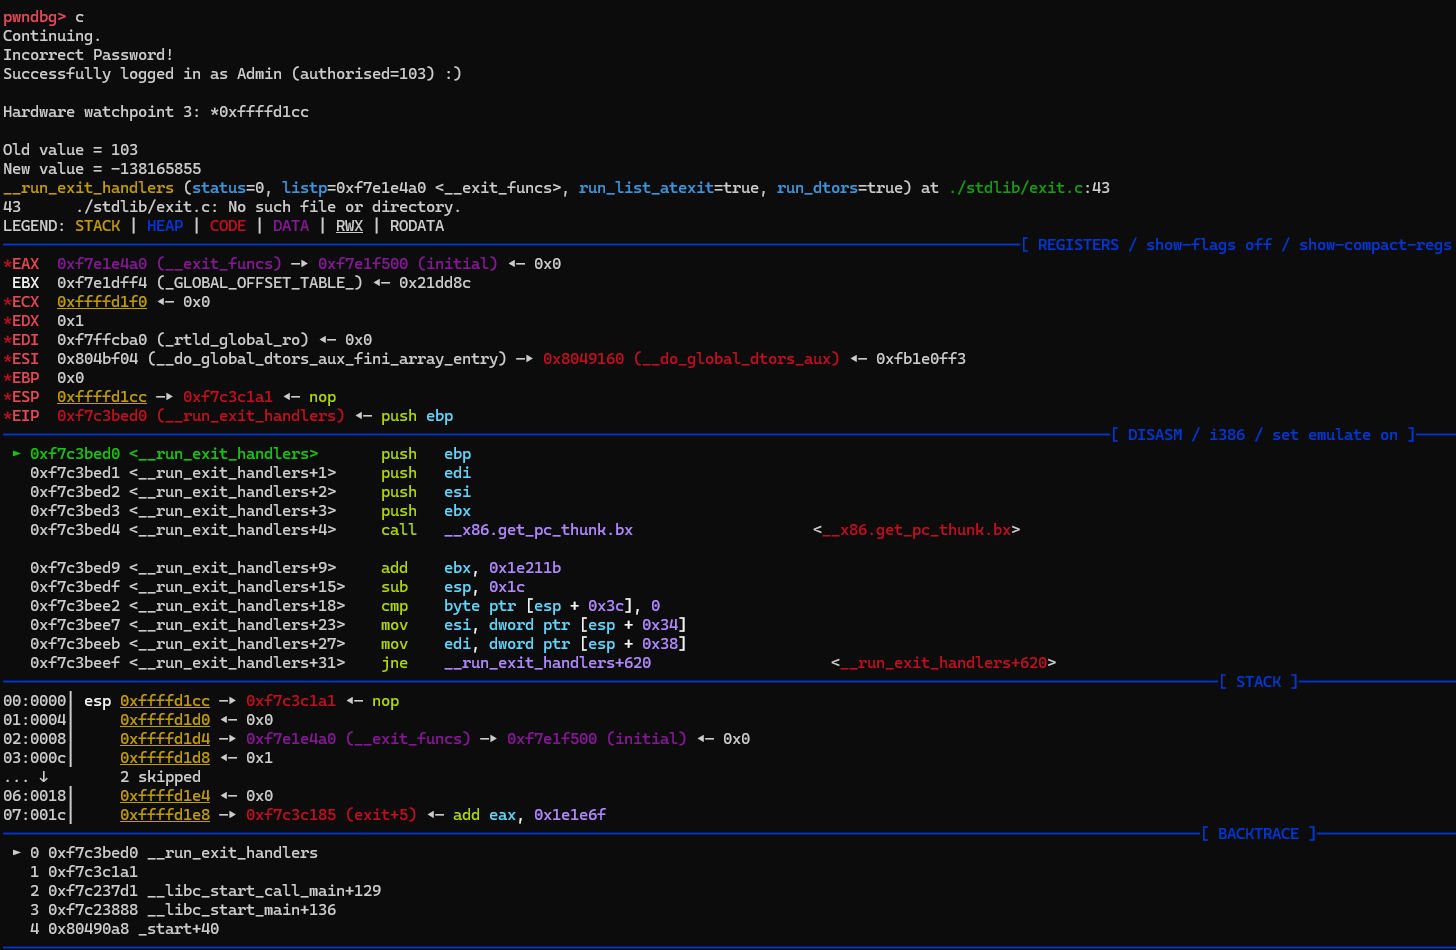 pwndbg> c
Continuing.
Incorrect Password!
Successfully logged in as Admin (authorised=103) :)
Hardware watchpoint 3: *0xffffd1cc
Old value = 103
New value = -138165855
__run_exit_handlers (status=0, listp=0xf7e1e4a0 <__exit_funcs>, run_list_atexit=true, run_dtors=true) at ./stdlib/exit.c:43
43      ./stdlib/exit.c: No such file or directory.
LEGEND: STACK | HEAP | CODE | DATA | RWX | RODATA
[ REGISTERS / show-flags off / show-compact-regs
*EAX  0xf7e1e4a0 (__exit_funcs) —▸ 0xf7e1f500 (initial) ◂— 0x0
 EBX  0xf7e1dff4 (_GLOBAL_OFFSET_TABLE_) ◂— 0x21dd8c
*ECX  0xffffd1f0 ◂— 0x0
*EDX  0x1
*EDI  0xf7ffcba0 (_rtld_global_ro) ◂— 0x0
*ESI  0x804bf04 (__do_global_dtors_aux_fini_array_entry) —▸ 0x8049160 (__do_global_dtors_aux) ◂— 0xfb1e0ff3
*EBP  0x0
*ESP  0xffffd1cc —▸ 0xf7c3c1a1 ◂— nop
*EIP  0xf7c3bed0 (__run_exit_handlers) ◂— push ebp
[ DISASM / i386 / set emulate on ]
 ► 0xf7c3bed0 <__run_exit_handlers>       push   ebp
   0xf7c3bed1 <__run_exit_handlers+1>     push   edi
   0xf7c3bed2 <__run_exit_handlers+2>     push   esi
   0xf7c3bed3 <__run_exit_handlers+3>     push   ebx
   0xf7c3bed4 <__run_exit_handlers+4>     call   __x86.get_pc_thunk.bx                    <__x86.get_pc_thunk.bx>
   0xf7c3bed9 <__run_exit_handlers+9>     add    ebx, 0x1e211b
   0xf7c3bedf <__run_exit_handlers+15>    sub    esp, 0x1c
   0xf7c3bee2 <__run_exit_handlers+18>    cmp    byte ptr [esp + 0x3c], 0
   0xf7c3bee7 <__run_exit_handlers+23>    mov    esi, dword ptr [esp + 0x34]
   0xf7c3beeb <__run_exit_handlers+27>    mov    edi, dword ptr [esp + 0x38]
   0xf7c3beef <__run_exit_handlers+31>    jne    __run_exit_handlers+620                    <__run_exit_handlers+620>
[ STACK ]
00:0000│ esp 0xffffd1cc —▸ 0xf7c3c1a1 ◂— nop
01:0004│     0xffffd1d0 ◂— 0x0
02:0008│     0xffffd1d4 —▸ 0xf7e1e4a0 (__exit_funcs) —▸ 0xf7e1f500 (initial) ◂— 0x0
03:000c│     0xffffd1d8 ◂— 0x1
... ↓        2 skipped
06:0018│     0xffffd1e4 ◂— 0x0
07:001c│     0xffffd1e8 —▸ 0xf7c3c185 (exit+5) ◂— add eax, 0x1e1e6f
[ BACKTRACE ]
 ► 0 0xf7c3bed0 __run_exit_handlers
   1 0xf7c3c1a1
   2 0xf7c237d1 __libc_start_call_main+129
   3 0xf7c23888 __libc_start_main+136
   4 0x80490a8 _start+40